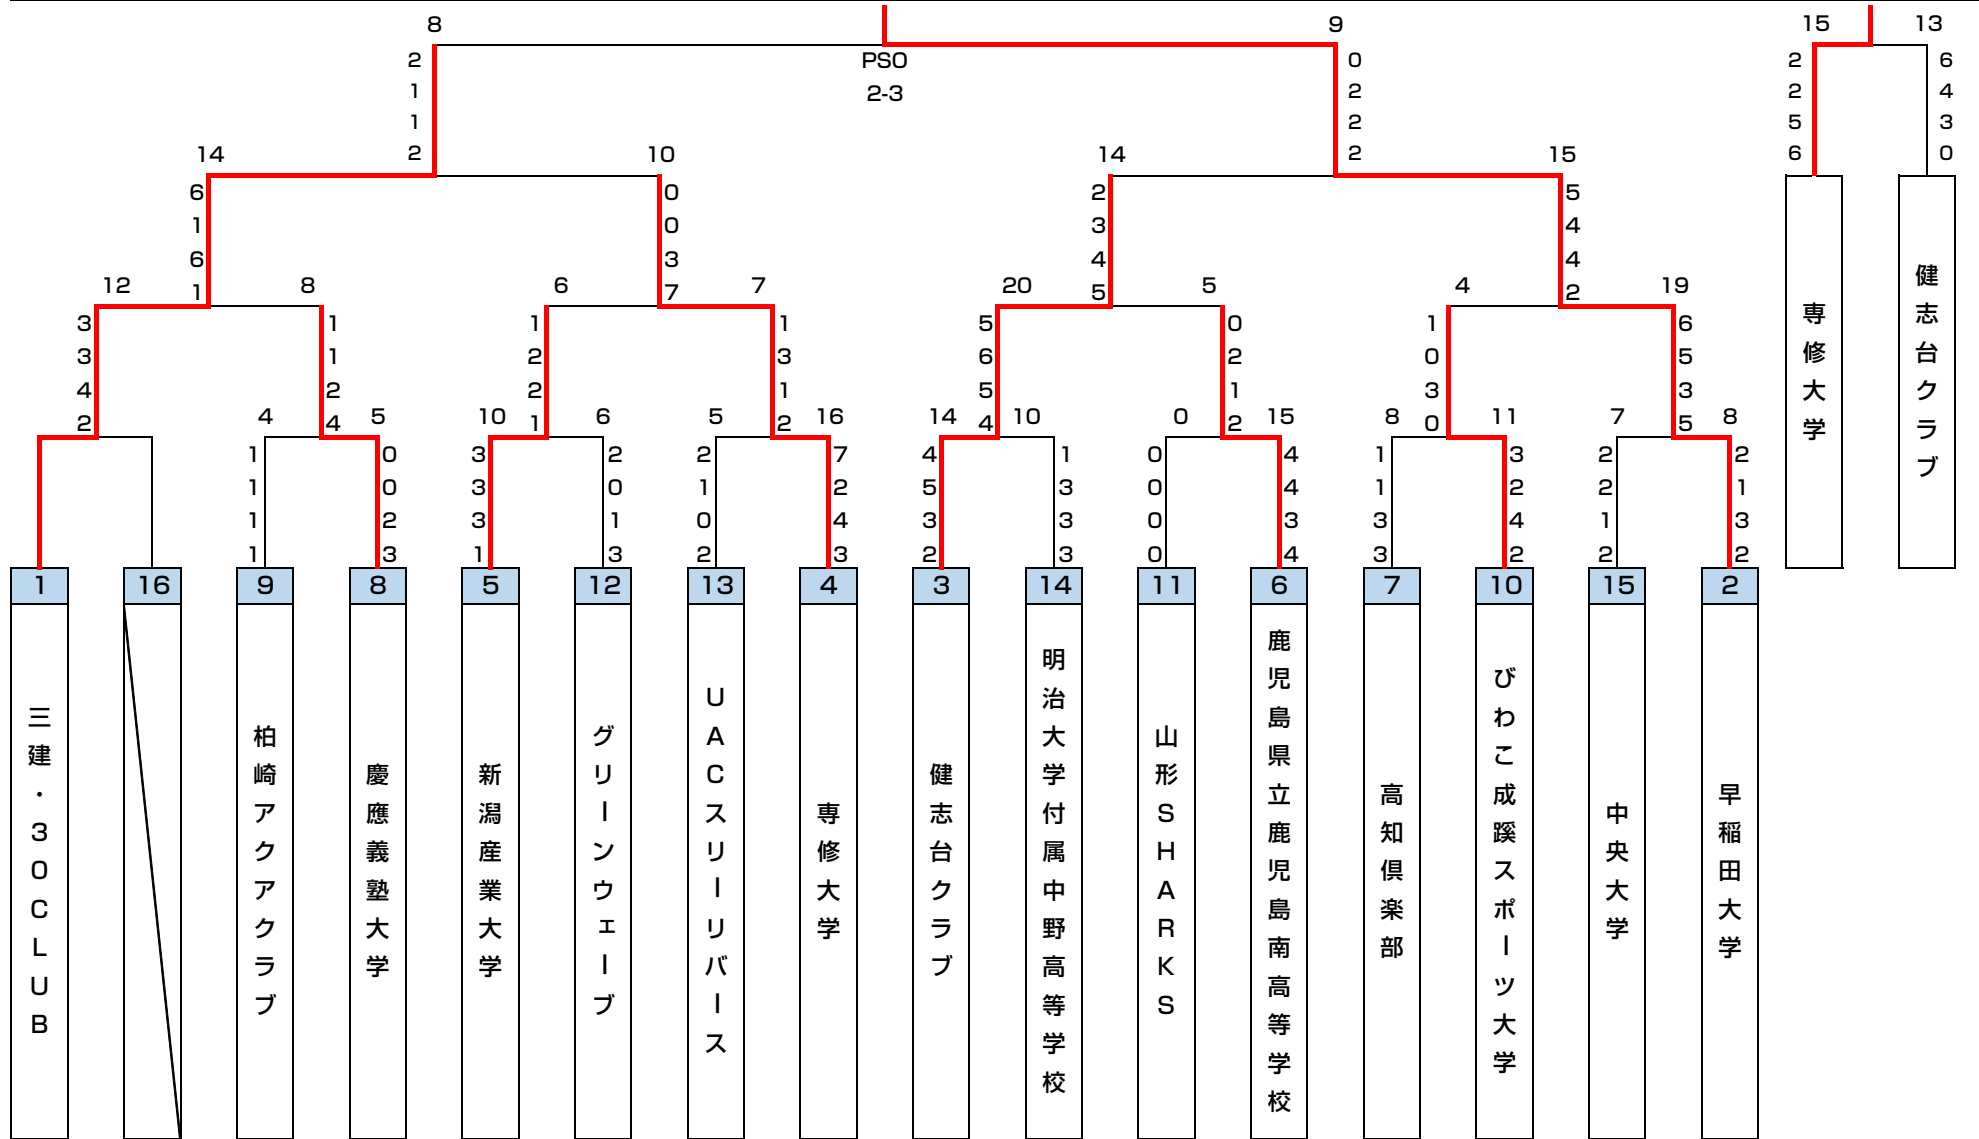 8 9 15 13
2 PSO 0 2 6
1 2-3 2 2 4
1 2 5 3
2 2 6 0
14 10 14 15
6 0 2 5
1 0 3 4
6 3 4 4
1 7 5 2
12 8 6 7 20 5 4 19
3 1 1 1 5 0 1 6
3 1 2 3 6 2 0 5
4 2 2 1 5 1 3 3
2 4 1 2 4 2 0 5
4 5 10 6 5 16 14 10 0 15 8 11 7 8
1 0 3 2 2 7 4 1 0 4 1 3 2 2
1 0 3 0 1 2 5 3 0 4 1 2 2 1
1 2 3 1 0 4 3 3 0 3 3 4 1 3
1 3 1 3 2 3 2 3 0 4 3 2 2 2
1 16 9 8 5 12 13 4 3 14 11 6 7 10 15 2
三建・30CLUB
柏崎アクアクラブ
慶應義塾大学
新潟産業大学
グリーンウェーブ
UACスリーリバース
専修大学
健志台クラブ
明治大学付属中野高等学校
山形SHARKS
鹿児島県立鹿児島南高等学校
高知倶楽部
びわこ成蹊スポーツ大学
中央大学
早稲田大学
専修大学
健志台クラブ